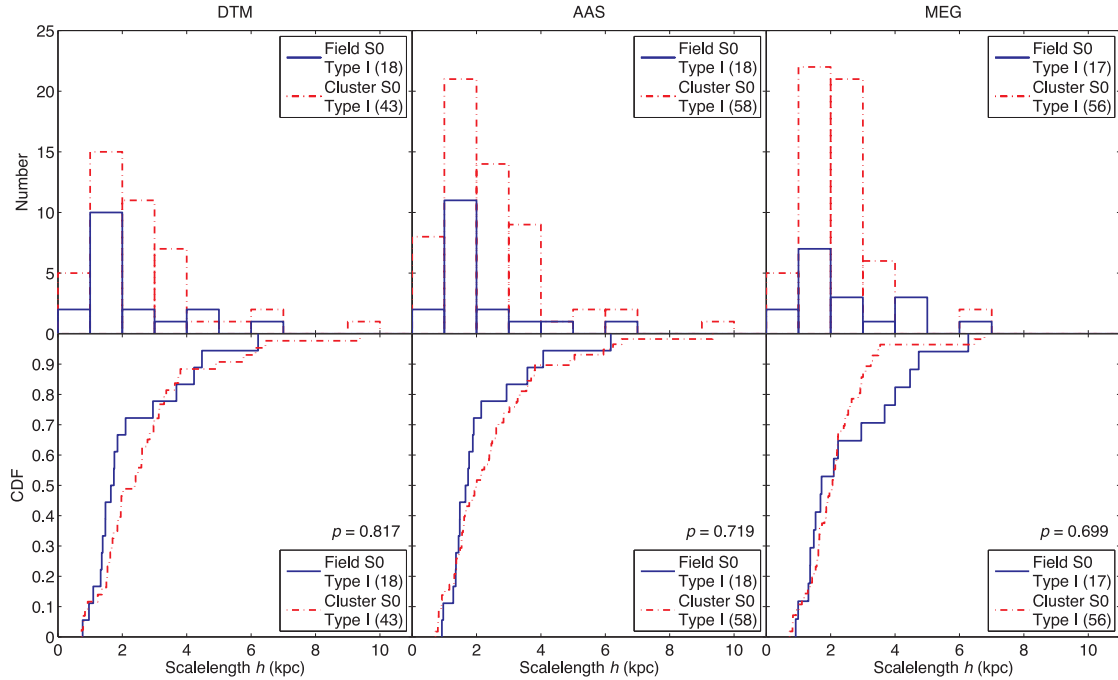 DTM
AAS
MEG
25
20
15
10
5
0
Number
Field S0
Type I (18)
Cluster S0
Type I (43)
Field S0
Type I (18)
Cluster S0
Type I (58)
Field S0
Type I (17)
Cluster S0
Type I (56)
0.9
0.8
0.7
0.6
0.5
0.4
0.3
0.2
0.1
0
CDF
p = 0.817
Field S0
Type I (18)
Cluster S0
Type I (43)
p = 0.719
Field S0
Type I (18)
Cluster S0
Type I (58)
p = 0.699
Field S0
Type I (17)
Cluster S0
Type I (56)
0 2 4 6 8 10
0 2 4 6 8 10
0 2 4 6 8 10
Scalelength h (kpc)
Scalelength h (kpc)
Scalelength h (kpc)